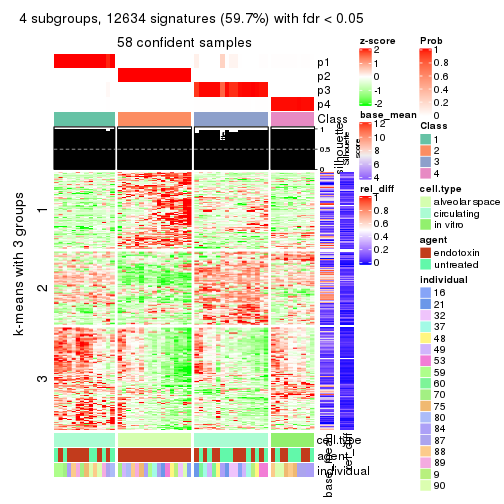 4 subgroups, 12634 signatures (59.7%) with fdr < 0.05
58 confident samples
p1
p2
p3
p4
Class
1
0.5
0
silhouette
silhouette
score
k-means with 3 groups
1
2
3
cell.type
agent
individual
base_mean
rel_diff
z-score
2
1
0
-1
-2
base_mean
12
10
8
6
4
rel_diff
1
0.8
0.6
0.4
0.2
0
Prob
1
0.8
0.6
0.4
0.2
0
Class
1
2
3
4
cell.type
alveolar space
circulating
in vitro
agent
endotoxin
untreated
individual
16
21
32
37
48
49
53
59
60
70
75
80
84
87
88
89
9
90